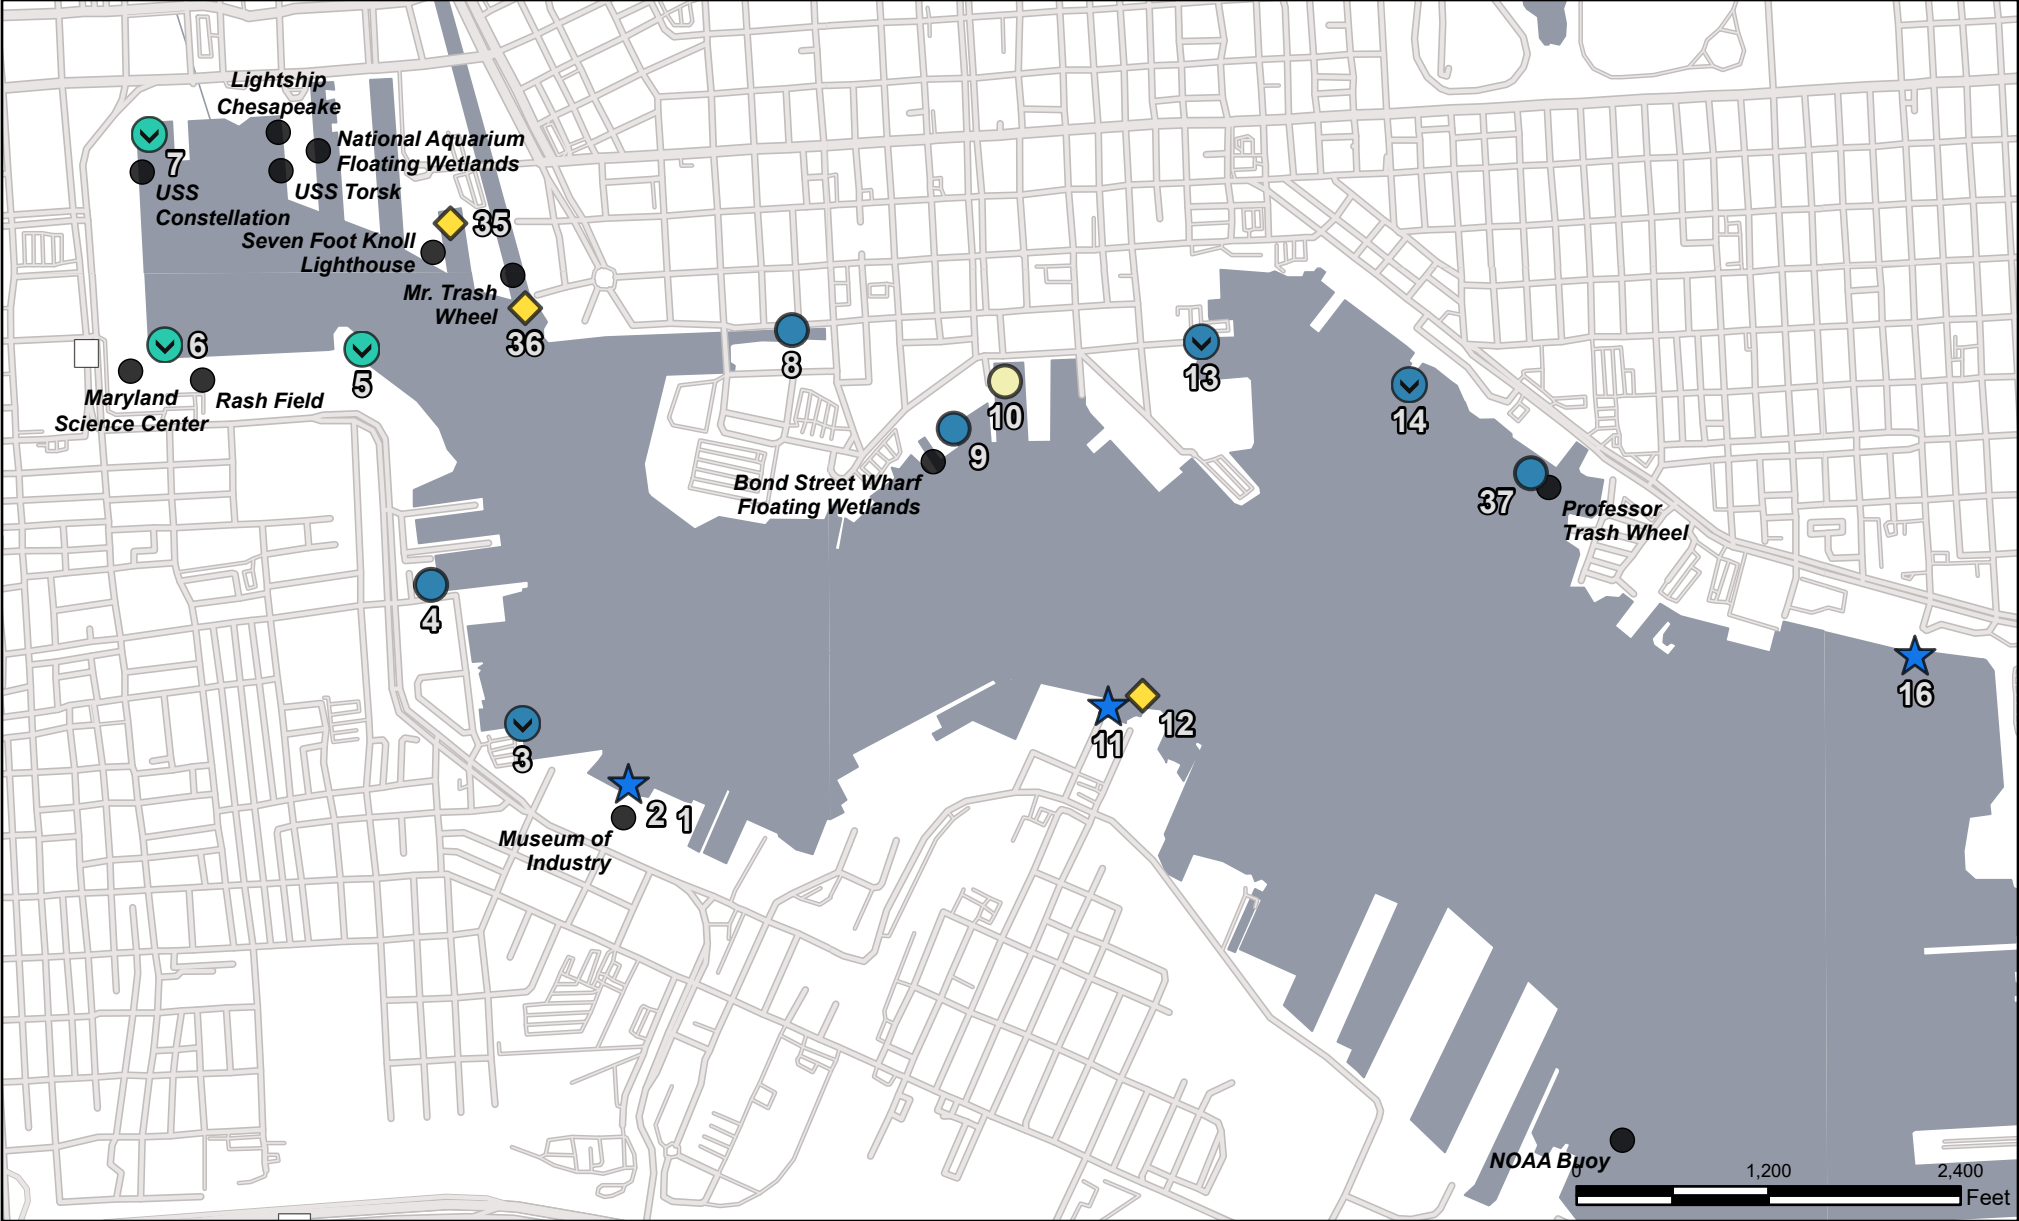 Lightship
Chesapeake
National Aquarium
Floating Wetlands
7
USS
Constellation
USS Torsk
35
Seven Foot Knoll
Lighthouse
Mr. Trash
Wheel
36
6
5
8
Maryland
Science Center
Rash Field
10
9
13
14
Bond Street Wharf
Floating Wetlands
37
Professor
Trash Wheel
4
16
11
12
3
2
1
Museum of
Industry
NOAA Buoy
0
1,200
2,400
Feet